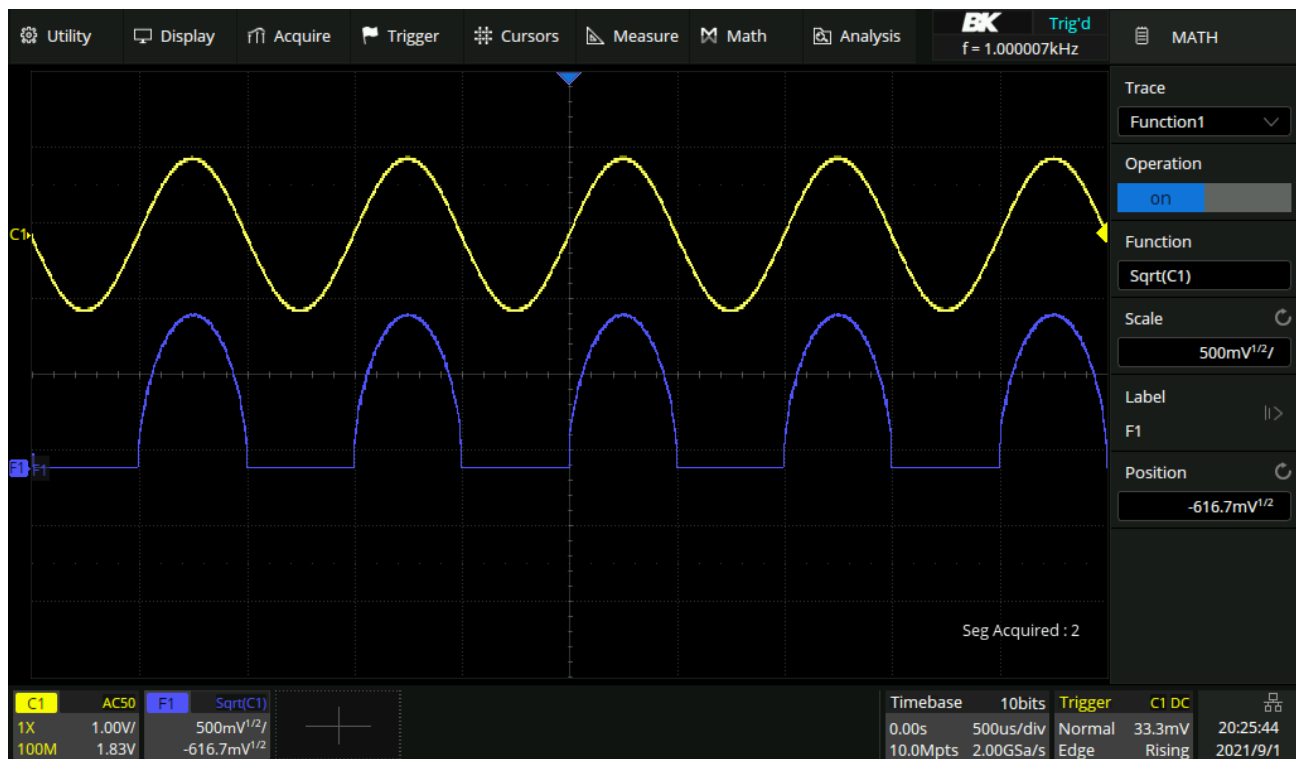 Utility Display Acquire Trigger Cursors Measure Math Analysis
BK Trig'd
f = 1.000007kHz
MATH
Trace
Function1
Operation
on
Function
Sqrt(C1)
Scale
500mV1/2/
Label
F1
Position
-616.7mV1/2
C1
F1 F1
Seg Acquired : 2
C1 AC50
1X 1.00V/
100M 1.83V
F1 Sqrt(C1)
500mV1/2/
-616.7mV1/2
Timebase 10bits
0.00s 500us/div
10.0Mpts 2.00GSa/s
Trigger C1 DC
Normal 33.3mV
Edge Rising
20:25:44
2021/9/1